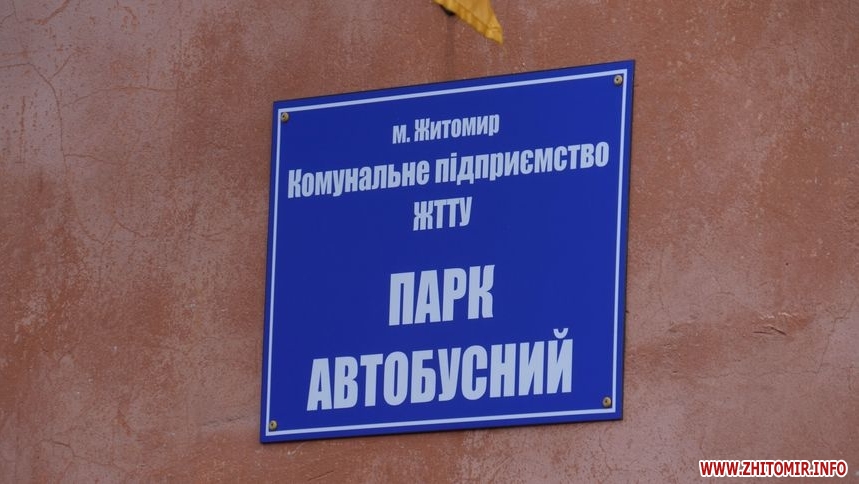 м. Житомир
Комунальне підприємство
ЖТТУ
ПАРК
АВТОБУСНИЙ
WWW.ZHITOMIR.INFO